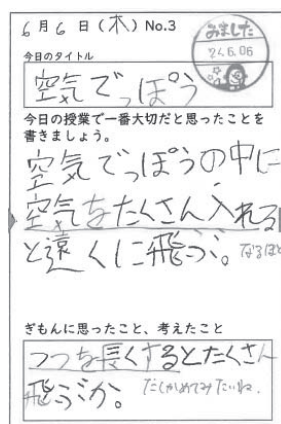 6月6日(木) No.3
みました
24.6.06
今日のタイトル
空気でっぽう
今日の授業で一番大切だと思ったことを
書きましょう。
空気でっぽうの中に
空気をたくさん入れる
と遠くに飛ぶ。なるほど
ぎもんに思ったこと、考えたこと
つつを長くするとたくさん
飛ぶか。たしかめてみたいね。